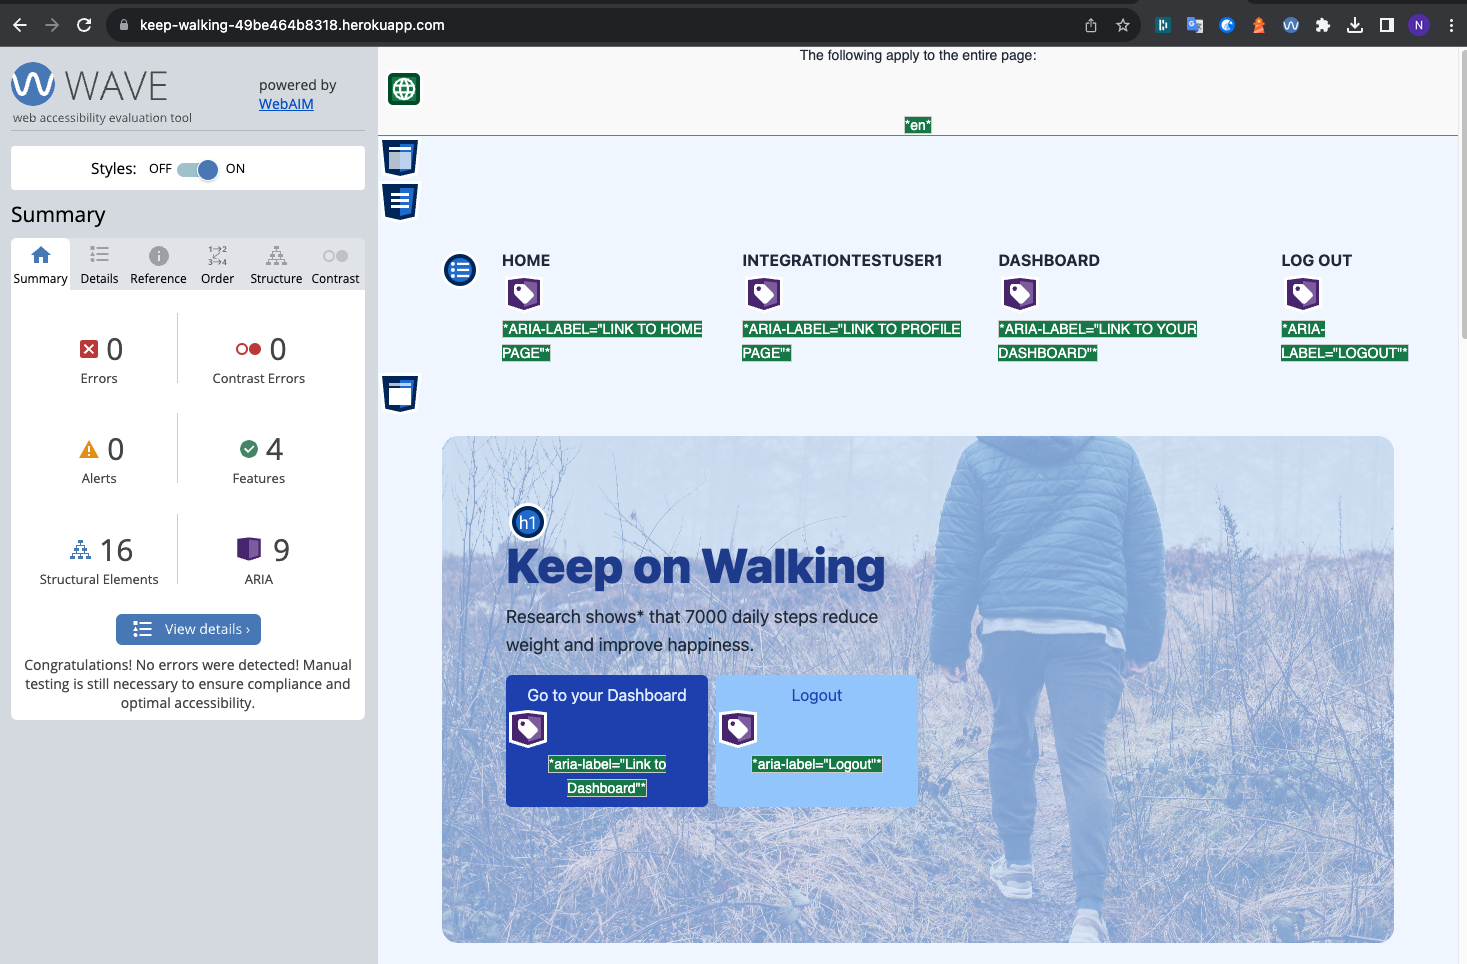 keep-walking-49be464b8318.herokuapp.com
N
WAVE
web accessibility evaluation tool
powered by
WebAIM
Styles: OFF ON
Summary
1 2
3 4
Summary Details Reference Order Structure Contrast
0
Errors
0
Contrast Errors
0
Alerts
4
Features
16
Structural Elements
9
ARIA
View details ›
Congratulations! No errors were detected! Manual
testing is still necessary to ensure compliance and
optimal accessibility.
The following apply to the entire page:
*en*
HOME
*ARIA-LABEL="LINK TO HOME
PAGE"*
INTEGRATIONTESTUSER1
*ARIA-LABEL="LINK TO PROFILE
PAGE"*
DASHBOARD
*ARIA-LABEL="LINK TO YOUR
DASHBOARD"*
LOG OUT
*ARIA-
LABEL="LOGOUT"*
h1
Keep on Walking
Research shows* that 7000 daily steps reduce
weight and improve happiness.
Go to your Dashboard
*aria-label="Link to
Dashboard"*
Logout
*aria-label="Logout"*